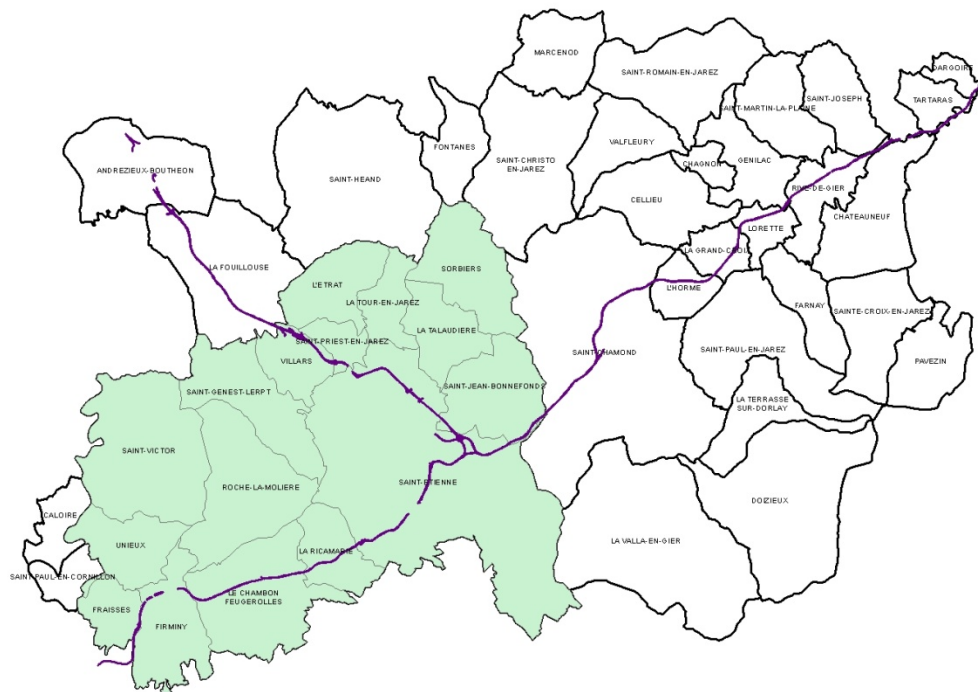 MARCENOD
SAINT-ROMAIN-EN-JAREZ
DARGOIRE
SAINT-JOSEPH
TARTARAS
SAINT-MARTIN-LA-PLAINE
FONTANES
VALFLEURY
SAINT-CHRISTO
EN-JAREZ
CHAGNON
GENILAC
ANDREZIEUX-BOUTHEON
SAINT-HEAND
RIVE-DE-GIER
CELLIEU
CHATEAUNEUF
LORETTE
LA GRAND-CROIX
LA FOUILLOUSE
SORBIERS
L'ETRAT
L'HORME
LA TOUR-EN-JAREZ
FARNAY
SAINTE-CROIX-EN-JAREZ
LA TALAUDIERE
SAINT-PRIEST-EN-JAREZ
SAINT-CHAMOND
SAINT-PAUL-EN-JAREZ
VILLARS
PAVEZIN
SAINT-GENEST-LERPT
SAINT-JEAN-BONNEFONDS
LA TERRASSE
SUR-DORLAY
SAINT-VICTOR
SAINT-ETIENNE
ROCHE-LA-MOLIERE
DOIZIEUX
CALOIRE
LA VALLA-EN-GIER
UNIEUX
LA RICAMARIE
SAINT-PAUL-EN-CORNILLON
LE CHAMBON
FEUGEROLLES
FRAISSES
FIRMINY